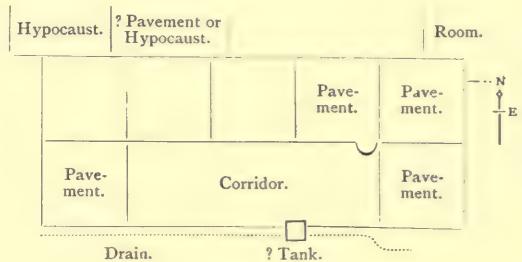 Hypocaust.
? Pavement or
Hypocaust.
Room.
Pave-
ment.
Pave-
ment.
N
E
Pave-
ment.
Corridor.
Pave-
ment.
Drain.
? Tank.